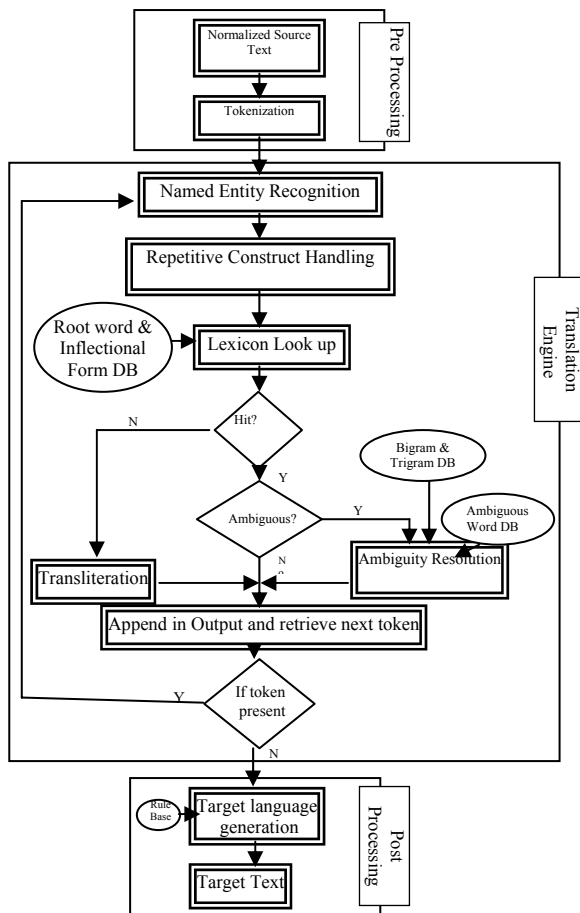 Normalized Source
Text
Pre Processing
Tokenization
Named Entity Recognition
Repetitive Construct Handling
Translation
Engine
Root word &
Inflectional
Form DB
Lexicon Look up
Hit?
N
Y
Bigram &
Trigram DB
Ambiguous?
Y
Ambiguous
Word DB
N
Transliteration
Ambiguity Resolution
Append in Output and retrieve next token
If token
present
Y
N
Rule
Base
Target language
generation
Post
Processing
Target Text